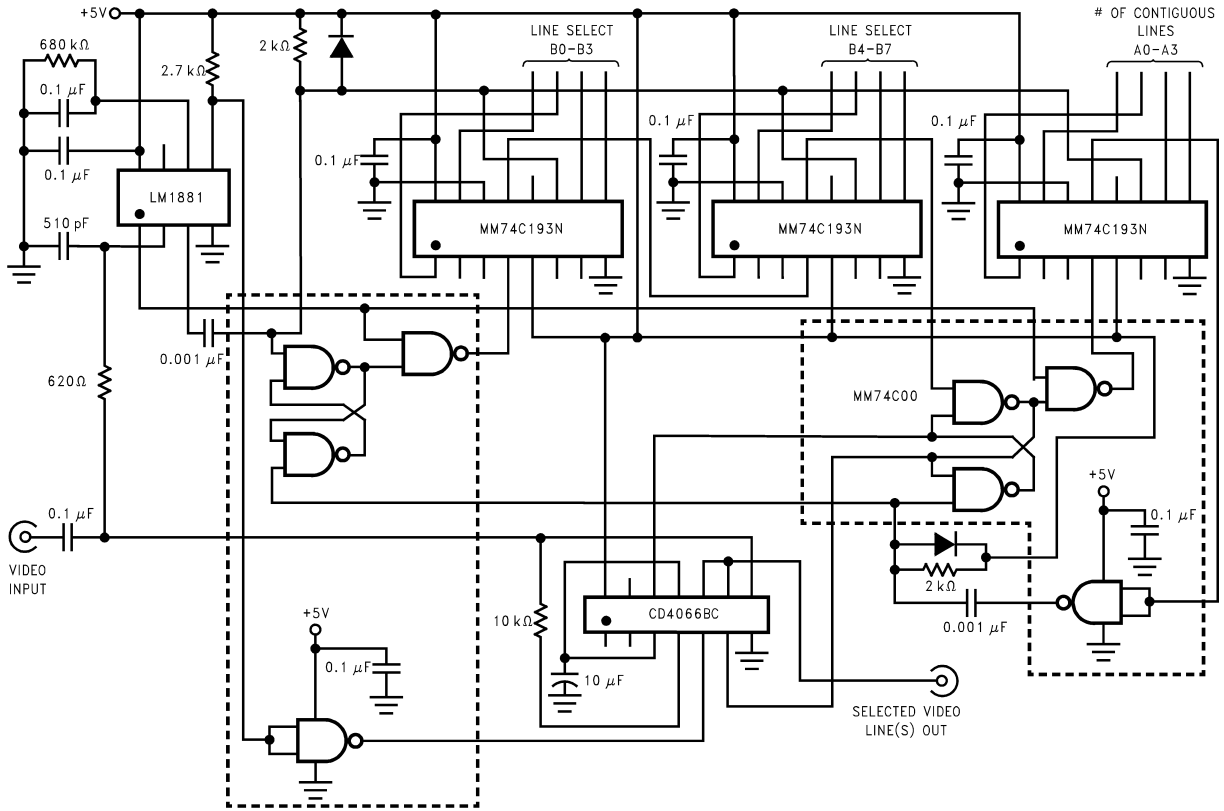 +5V
680 kΩ
2 kΩ
LINE SELECT
B0-B3
LINE SELECT
B4-B7
# OF CONTIGUOUS
LINES
A0-A3
2.7 kΩ
0.1 µF
0.1 µF
0.1 µF
0.1 µF
0.1 µF
LM1881
510 pF
MM74C193N
MM74C193N
MM74C193N
0.001 µF
620Ω
MM74C00
+5V
0.1 µF
0.1 µF
VIDEO
INPUT
2 kΩ
CD4066BC
10 kΩ
+5V
0.001 µF
0.1 µF
10 µF
SELECTED VIDEO
LINE(S) OUT